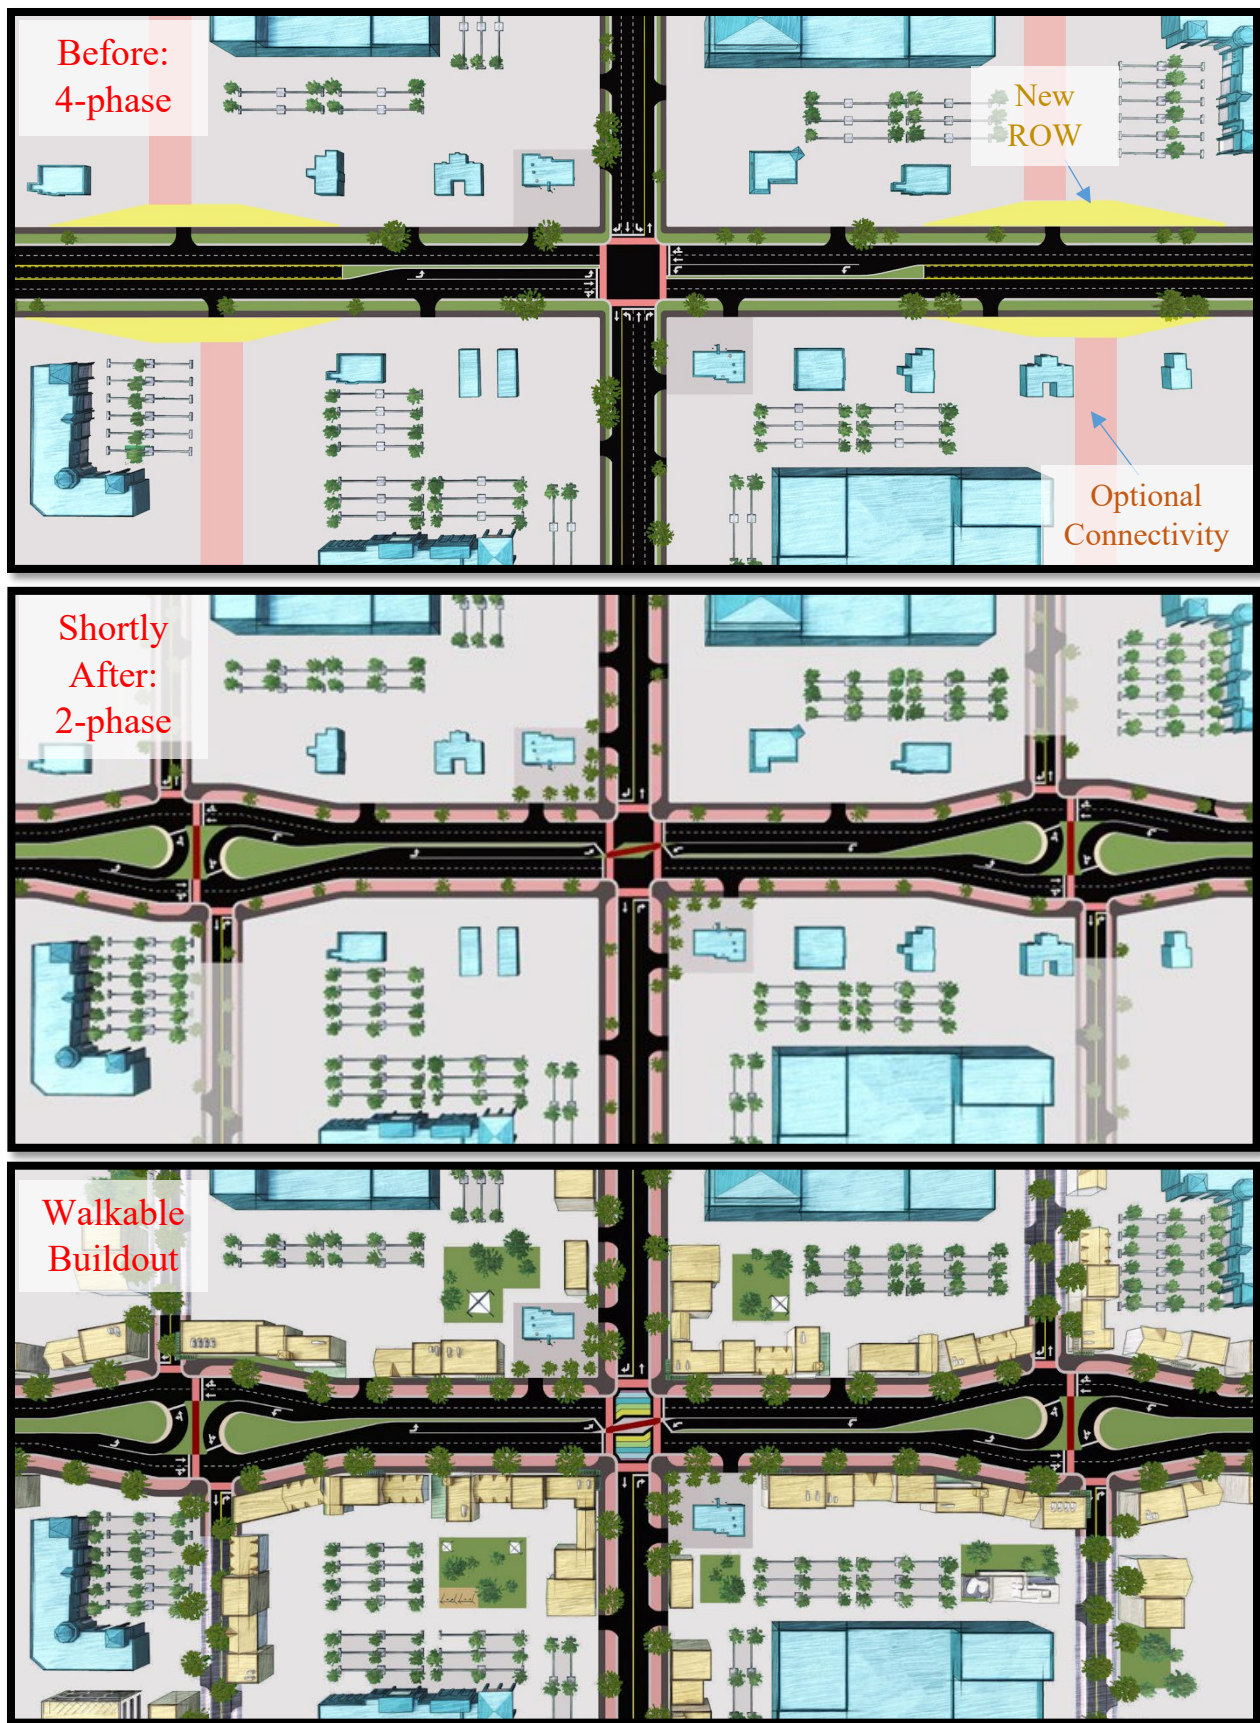 Before:
4-phase
New
ROW
Optional
Connectivity
Shortly
After:
2-phase
Walkable
Buildout